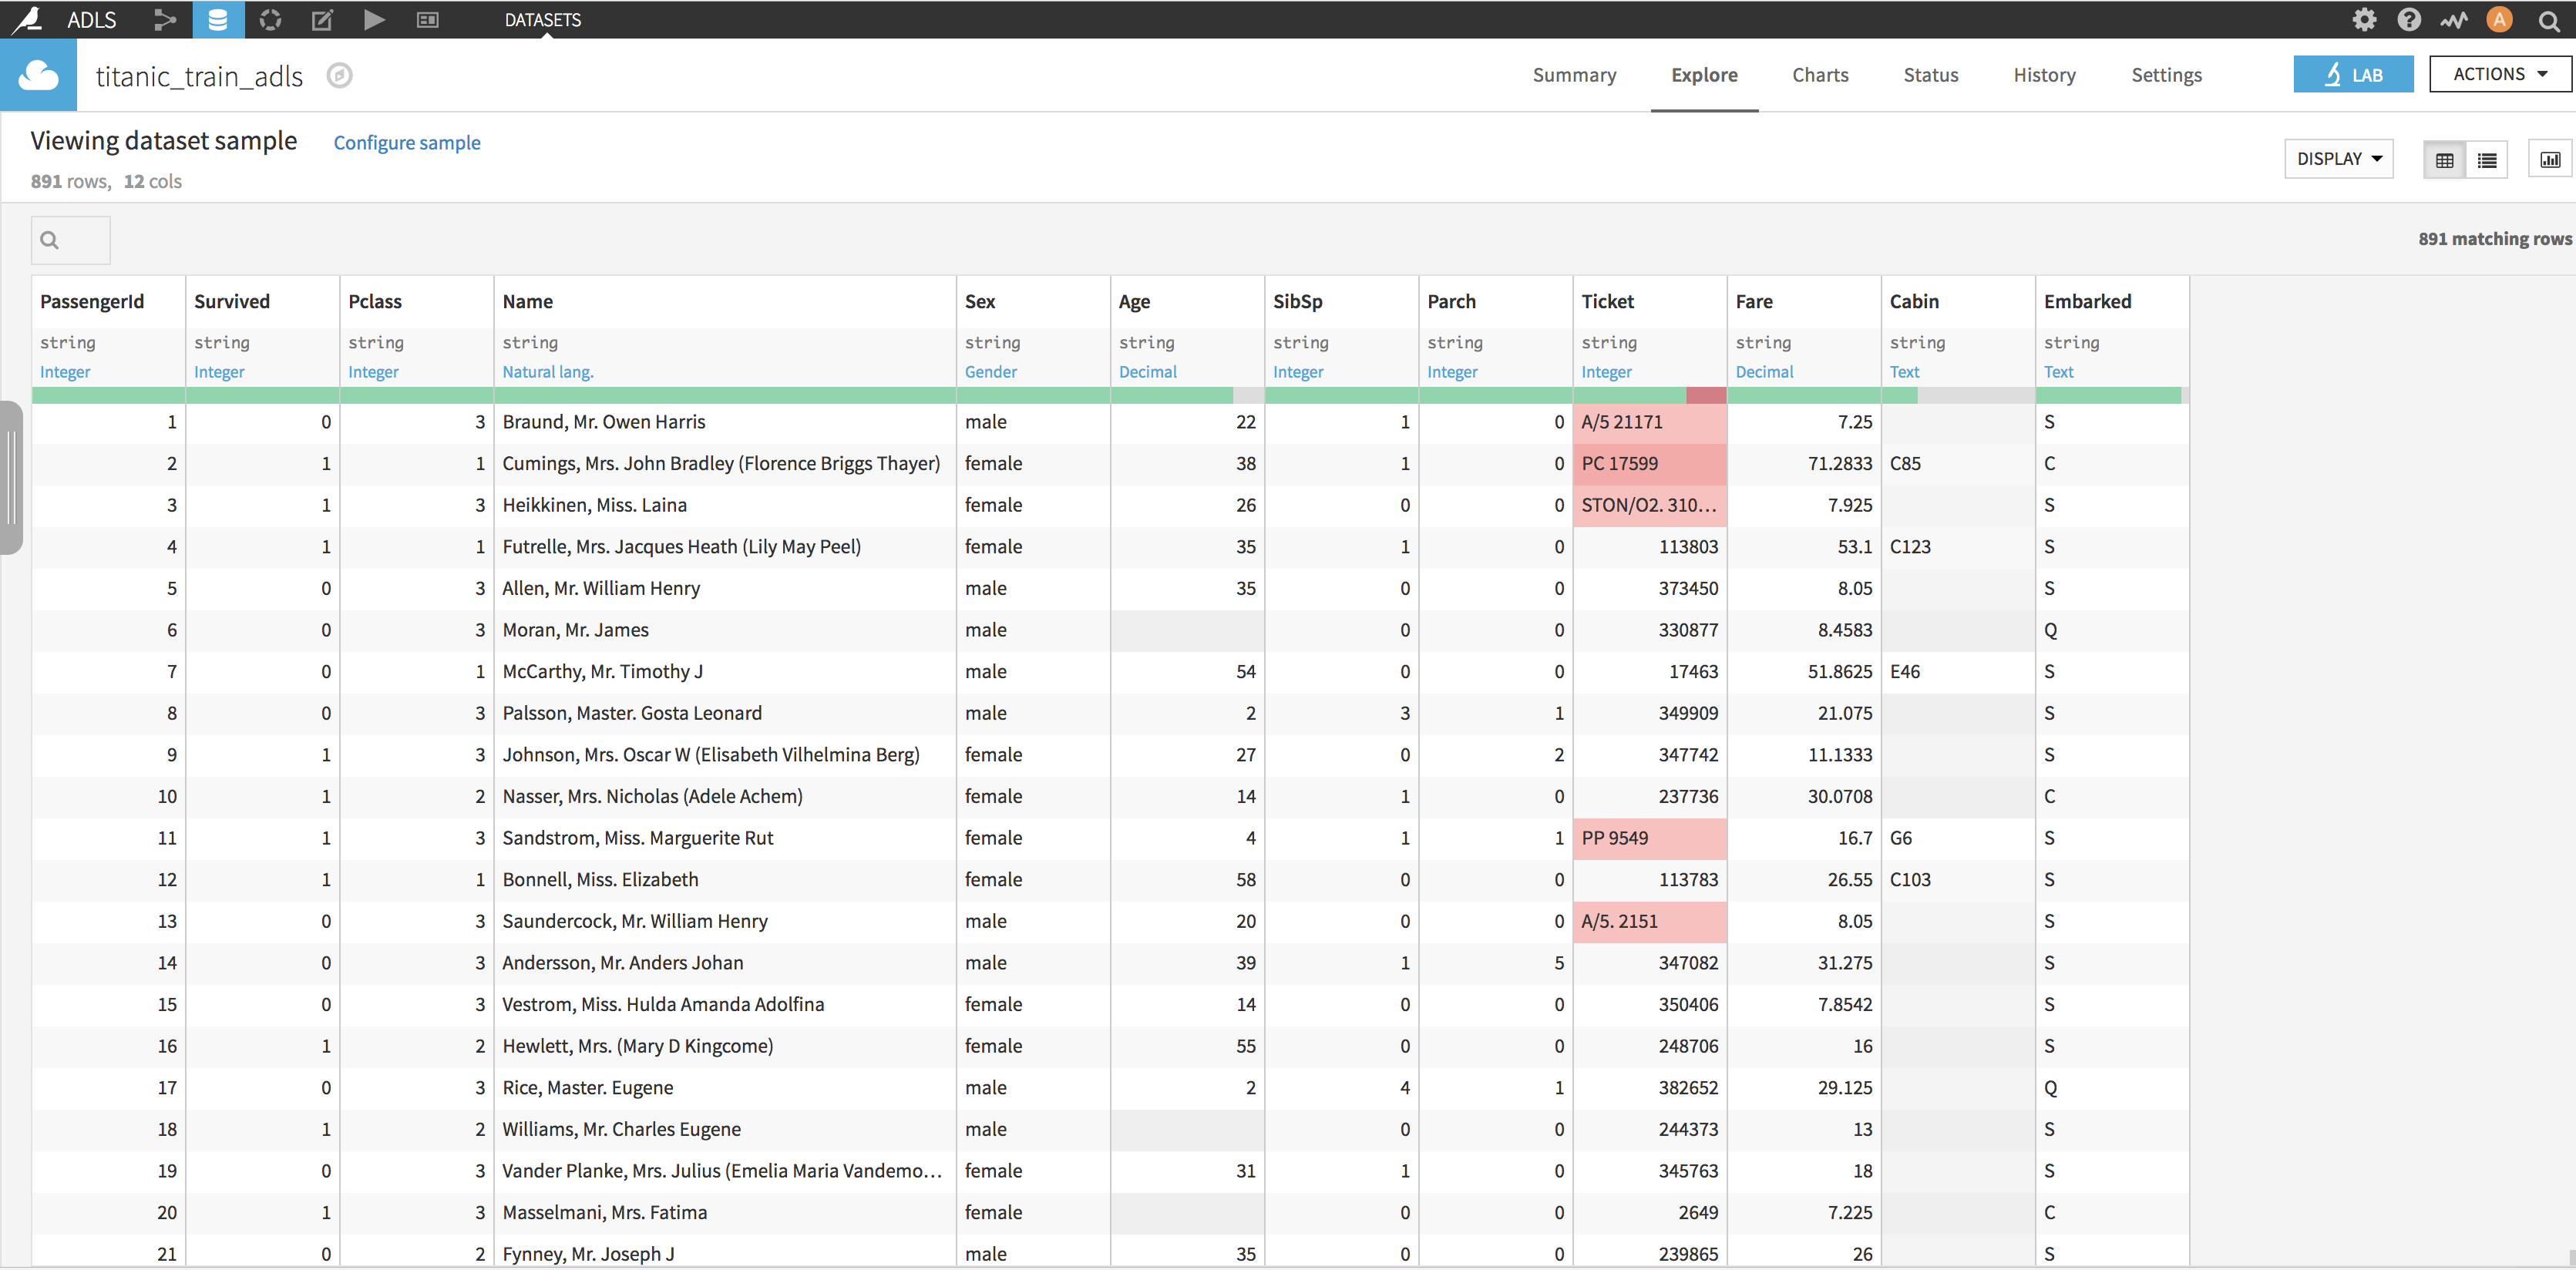 ADLS DATASETS A
titanic_train_adls Summary Explore Charts Status History Settings LAB ACTIONS
Viewing dataset sample Configure sample
DISPLAY
891 rows, 12 cols
891 matching rows
PassengerId Survived Pclass Name Sex Age SibSp Parch Ticket Fare Cabin Embarked
string string string string string string string string string string string string
Integer Integer Integer Natural lang. Gender Decimal Integer Integer Integer Decimal Text Text
1 0 3 Braund, Mr. Owen Harris male 22 1 0 A/5 21171 7.25 S
2 1 1 Cumings, Mrs. John Bradley (Florence Briggs Thayer) female 38 1 0 PC 17599 71.2833 C85 C
3 1 3 Heikkinen, Miss. Laina female 26 0 0 STON/O2. 310... 7.925 S
4 1 1 Futrelle, Mrs. Jacques Heath (Lily May Peel) female 35 1 0 113803 53.1 C123 S
5 0 3 Allen, Mr. William Henry male 35 0 0 373450 8.05 S
6 0 3 Moran, Mr. James male 0 0 330877 8.4583 Q
7 0 1 McCarthy, Mr. Timothy J male 54 0 0 17463 51.8625 E46 S
8 0 3 Palsson, Master. Gosta Leonard male 2 3 1 349909 21.075 S
9 1 3 Johnson, Mrs. Oscar W (Elisabeth Vilhelmina Berg) female 27 0 2 347742 11.1333 S
10 1 2 Nasser, Mrs. Nicholas (Adele Achem) female 14 1 0 237736 30.0708 C
11 1 3 Sandstrom, Miss. Marguerite Rut female 4 1 1 PP 9549 16.7 G6 S
12 1 1 Bonnell, Miss. Elizabeth female 58 0 0 113783 26.55 C103 S
13 0 3 Saundercock, Mr. William Henry male 20 0 0 A/5. 2151 8.05 S
14 0 3 Andersson, Mr. Anders Johan male 39 1 5 347082 31.275 S
15 0 3 Vestrom, Miss. Hulda Amanda Adolfina female 14 0 0 350406 7.8542 S
16 1 2 Hewlett, Mrs. (Mary D Kingcome) female 55 0 0 248706 16 S
17 0 3 Rice, Master. Eugene male 2 4 1 382652 29.125 Q
18 1 2 Williams, Mr. Charles Eugene male 0 0 244373 13 S
19 0 3 Vander Planke, Mrs. Julius (Emelia Maria Vandemo... female 31 1 0 345763 18 S
20 1 3 Masselmani, Mrs. Fatima female 0 0 2649 7.225 C
21 0 2 Fynney, Mr. Joseph J male 35 0 0 239865 26 S